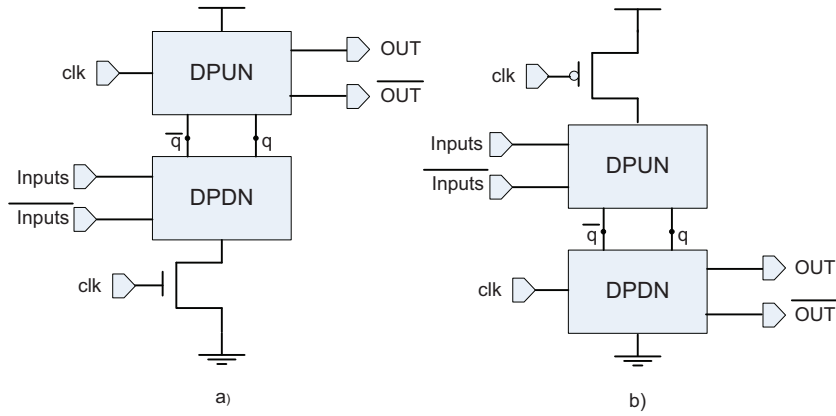 DPUN
OUT
clk
OUT
q
q
Inputs
DPDN
Inputs
clk
a)
clk
Inputs
DPUN
Inputs
q
q
OUT
clk
DPDN
OUT
b)